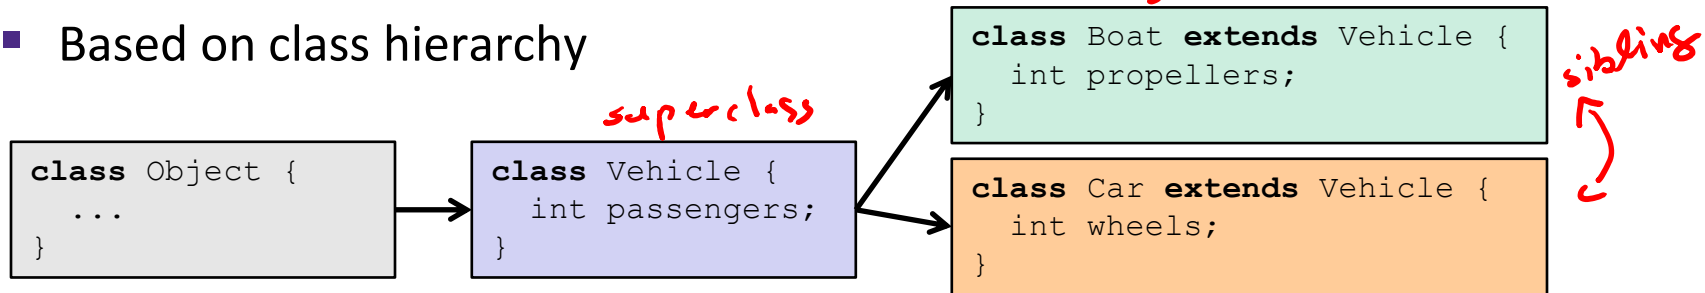 ▪ Based on class hierarchy
superclass
class Object {
...
}
class Vehicle {
int passengers;
}
class Boat extends Vehicle {
int propellers;
}
class Car extends Vehicle {
int wheels;
}
sibling